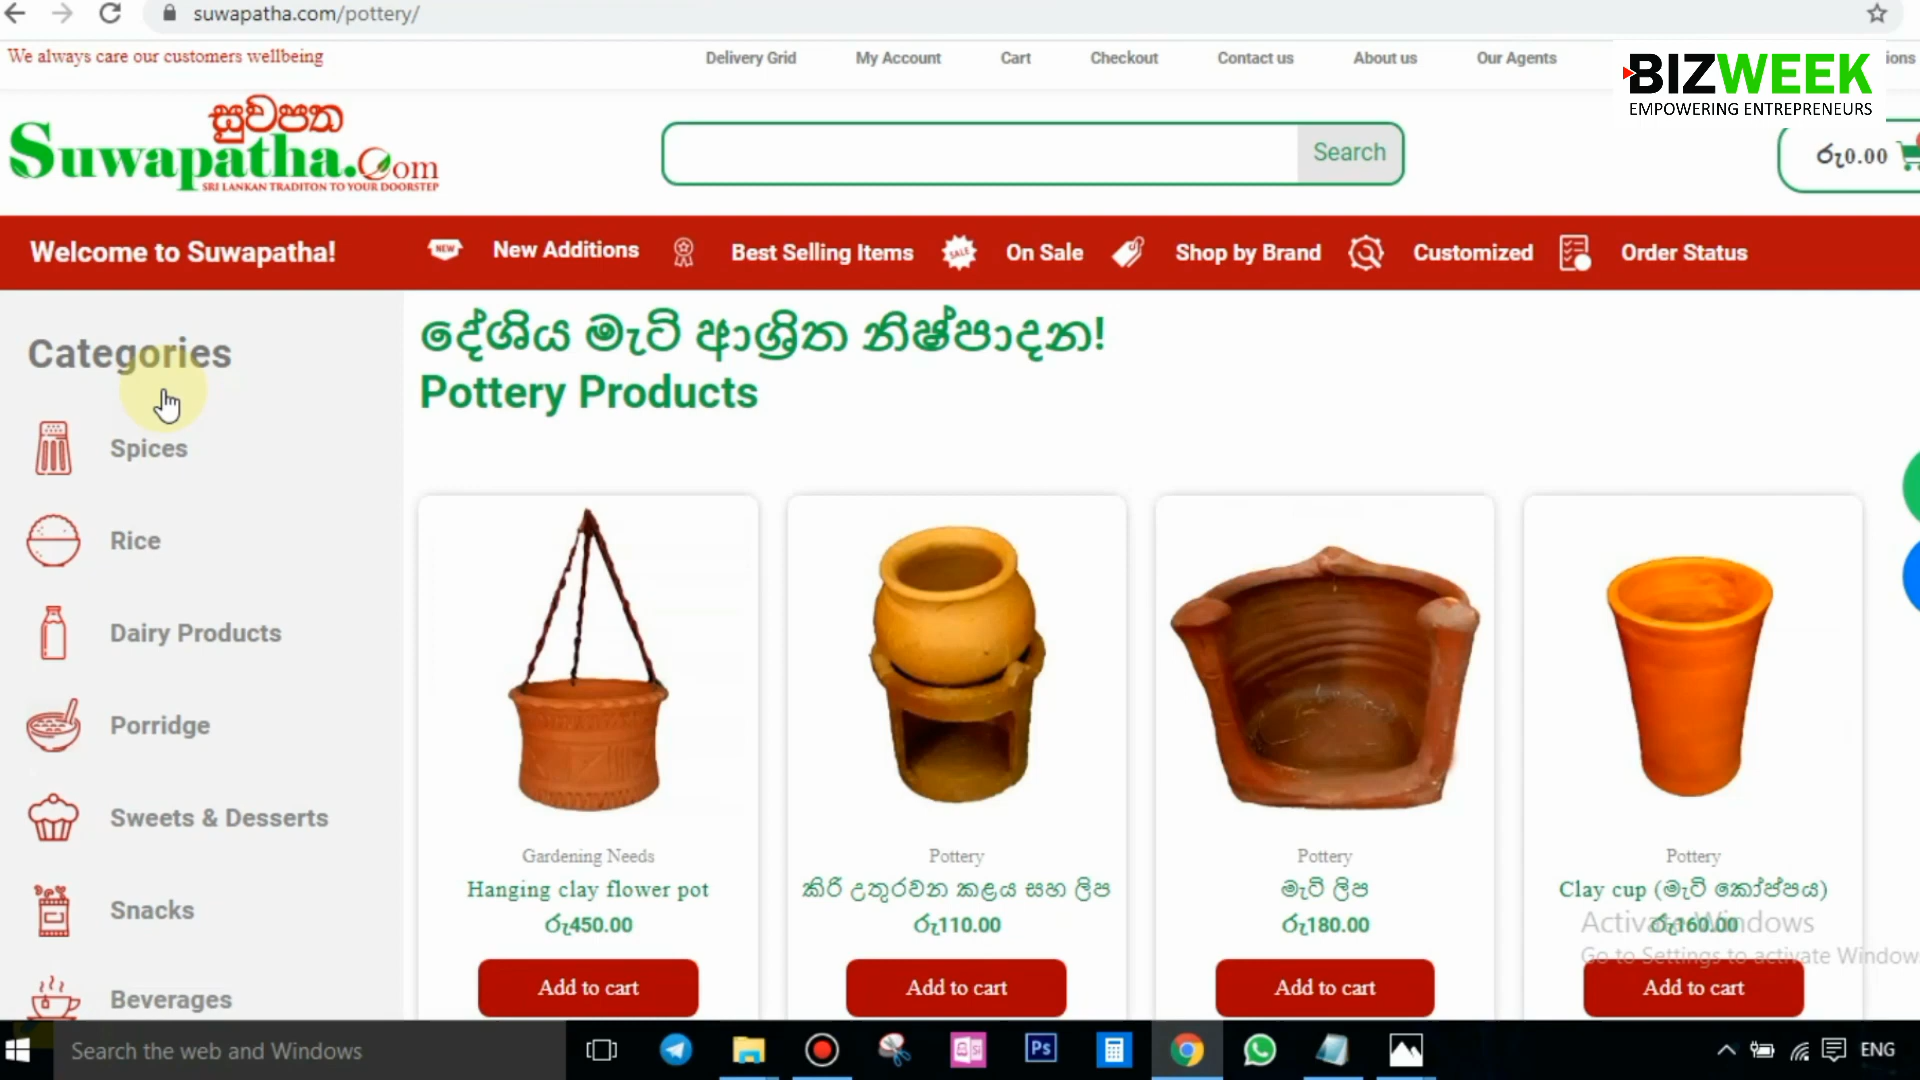 suwapatha.com/pottery/
We always care our customers wellbeing
Delivery Grid My Account Cart Checkout Contact us About us Our Agents ions
BIZWEEK
EMPOWERING ENTREPRENEURS
සුවපත
Suwapatha.Com
SRI LANKAN TRADITON TO YOUR DOORSTEP
Search
රු0.00
Welcome to Suwapatha! NEW New Additions Best Selling Items SALE On Sale Shop by Brand Customized Order Status
Categories
Spices
Rice
Dairy Products
Porridge
Sweets & Desserts
Snacks
Beverages
දේශිය මැටි ආශ්‍රිත නිෂ්පාදන!
Pottery Products
Gardening Needs
Hanging clay flower pot
රු450.00
Add to cart
Pottery
කිරි උතුරවන කළය සහ ලිප
රු110.00
Add to cart
Pottery
මැටි ලිප
රු180.00
Add to cart
Pottery
Clay cup (මැටි කෝප්පය)
රු160.00
Add to cart
Activate Windows
Go to Settings to activate Window
Search the web and Windows
Ps
ENG